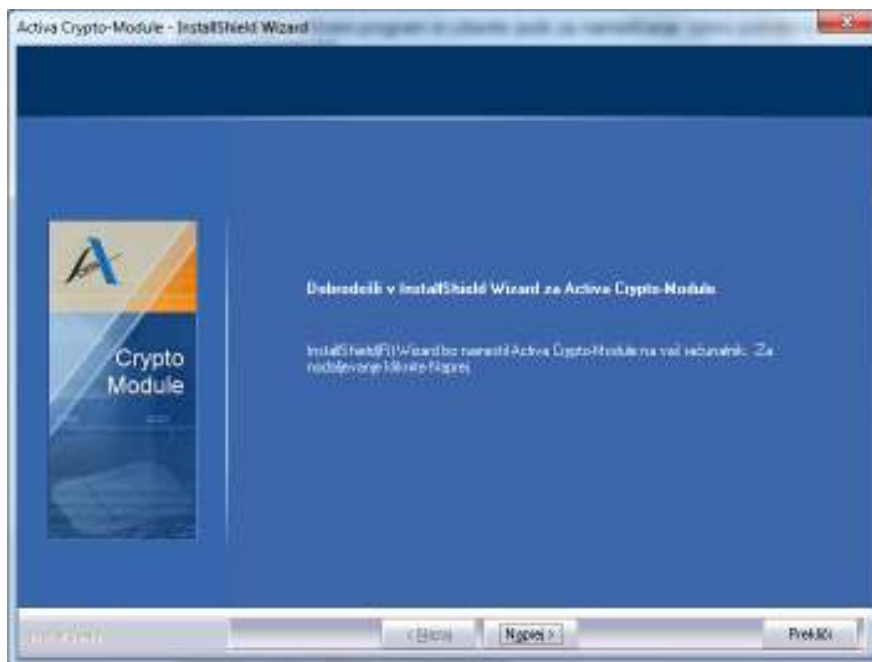 Activa Crypto-Module - InstallShield Wizard
Crypto
Module
Dobrodošli v InstallShield Wizard za Activa Crypto-Module
InstallShield(R) Wizard bo namestil Activa Crypto-Module na vaš računalnik. Za
nadaljevanje kliknite Naprej
< Nazaj
Naprej >
Prekliči